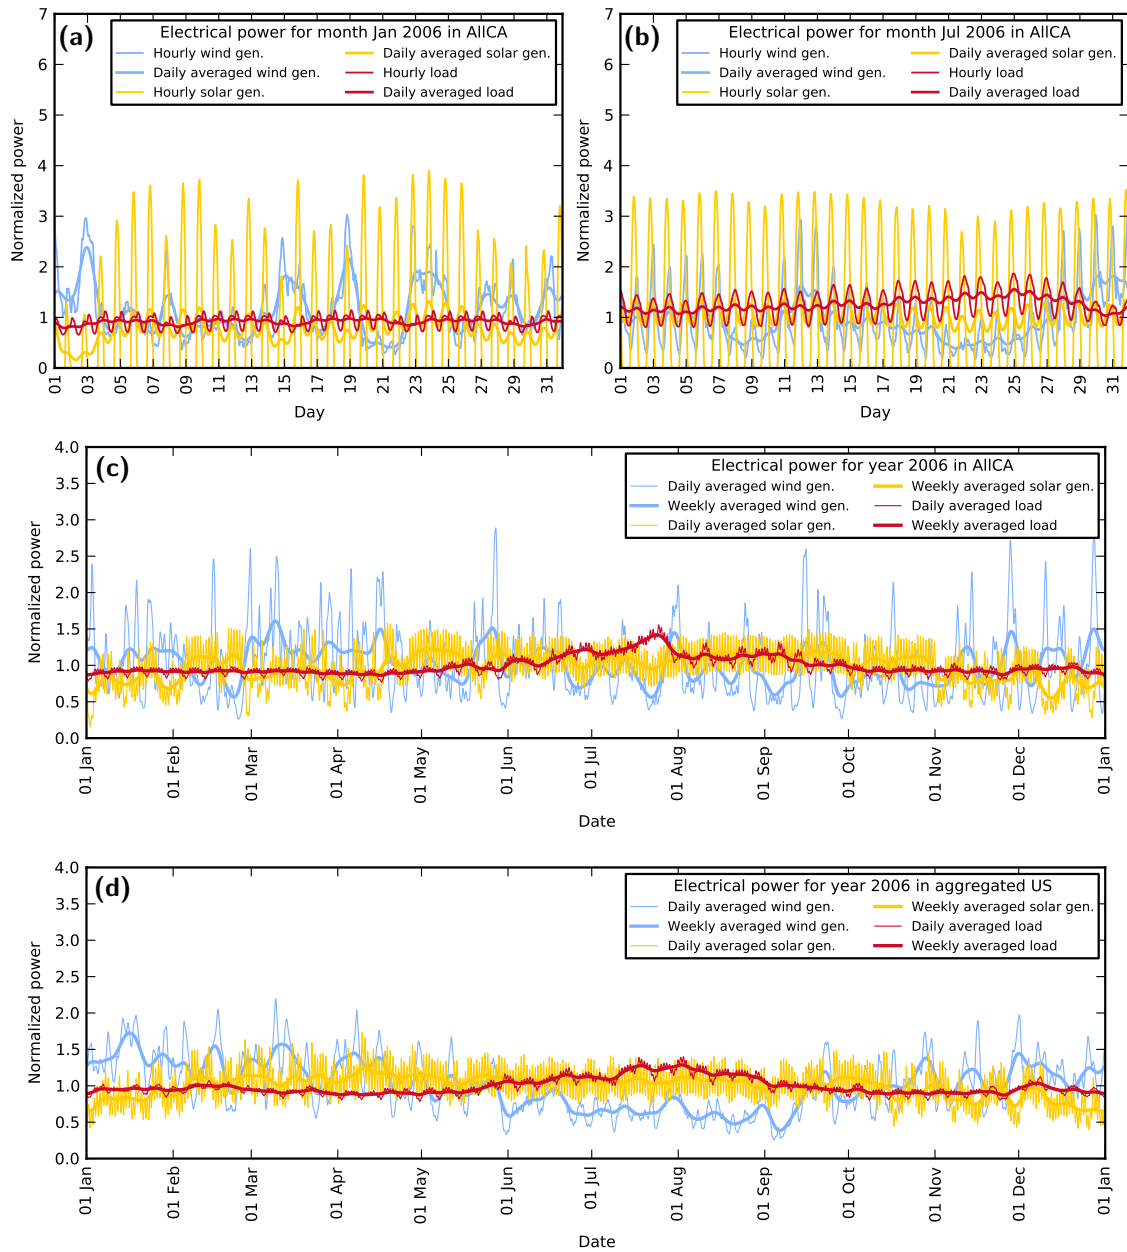 (a)
Electrical power for month Jan 2006 in AllCA
Hourly wind gen.
Daily averaged wind gen.
Hourly solar gen.
Daily averaged solar gen.
Hourly load
Daily averaged load
Normalized power
7
6
5
4
3
2
1
0
01 03 05 07 09 11 13 15 17 19 21 23 25 27 29 31
Day
(b)
Electrical power for month Jul 2006 in AllCA
Hourly wind gen.
Daily averaged wind gen.
Hourly solar gen.
Daily averaged solar gen.
Hourly load
Daily averaged load
Normalized power
7
6
5
4
3
2
1
0
01 03 05 07 09 11 13 15 17 19 21 23 25 27 29 31
Day
(c)
Electrical power for year 2006 in AllCA
Daily averaged wind gen.
Weekly averaged wind gen.
Daily averaged solar gen.
Weekly averaged solar gen.
Daily averaged load
Weekly averaged load
Normalized power
4.0
3.5
3.0
2.5
2.0
1.5
1.0
0.5
0.0
01 Jan 01 Feb 01 Mar 01 Apr 01 May 01 Jun 01 Jul 01 Aug 01 Sep 01 Oct 01 Nov 01 Dec 01 Jan
Date
(d)
Electrical power for year 2006 in aggregated US
Daily averaged wind gen.
Weekly averaged wind gen.
Daily averaged solar gen.
Weekly averaged solar gen.
Daily averaged load
Weekly averaged load
Normalized power
4.0
3.5
3.0
2.5
2.0
1.5
1.0
0.5
0.0
01 Jan 01 Feb 01 Mar 01 Apr 01 May 01 Jun 01 Jul 01 Aug 01 Sep 01 Oct 01 Nov 01 Dec 01 Jan
Date